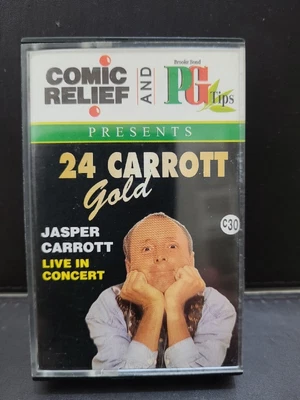 COMIC
RELIEF
AND
Brooke Bond
PG
Tips
PRESENTS
24 CARROTT
Gold
JASPER
CARROTT
LIVE IN
CONCERT
C30